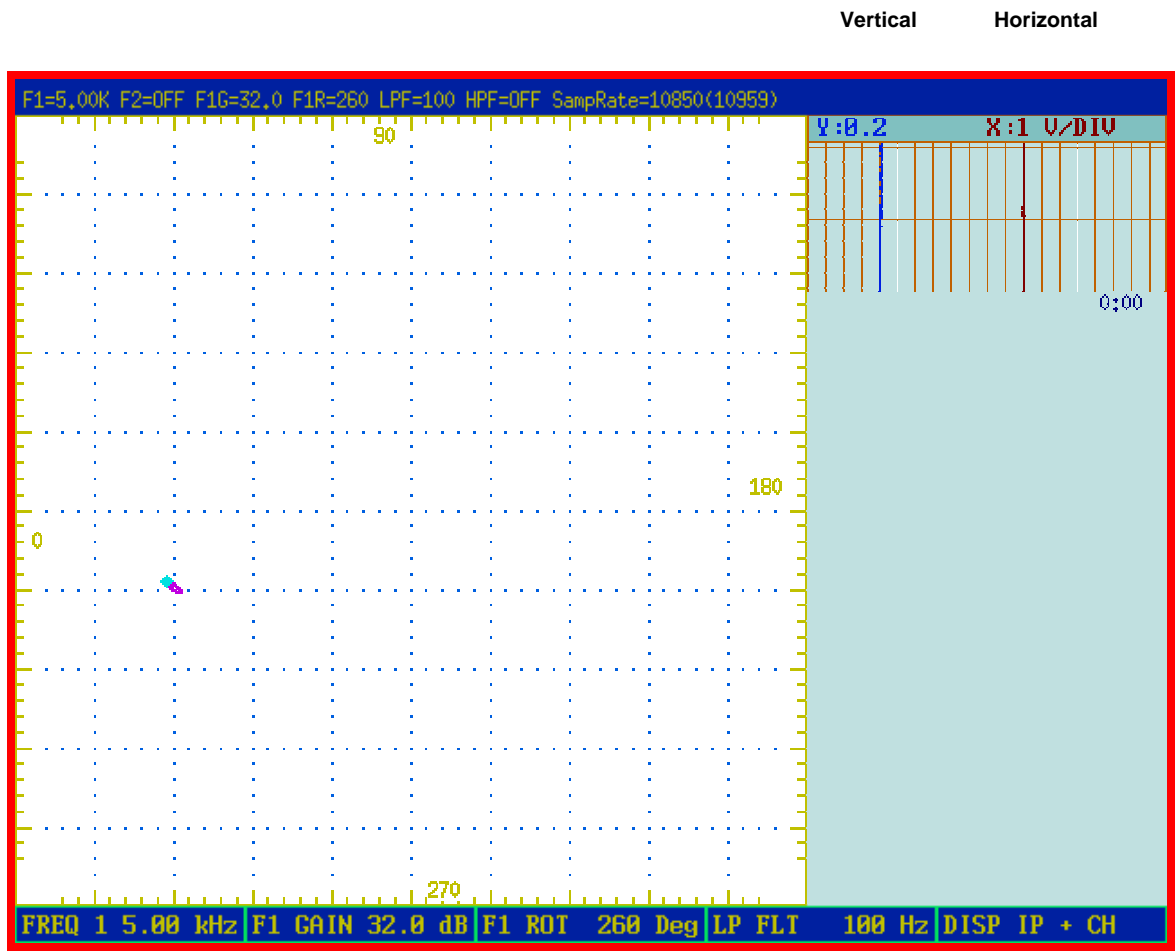 Vertical Horizontal
F1=5.00K F2=OFF F1G=32.0 F1R=260 LPF=100 HPF=OFF SampRate=10850(10959)
Y:0.2 X:1 V/DIV
90
0:00
180
0
270
FREQ 1 5.00 kHz F1 GAIN 32.0 dB F1 ROT 260 Deg LP FLT 100 Hz DISP IP + CH